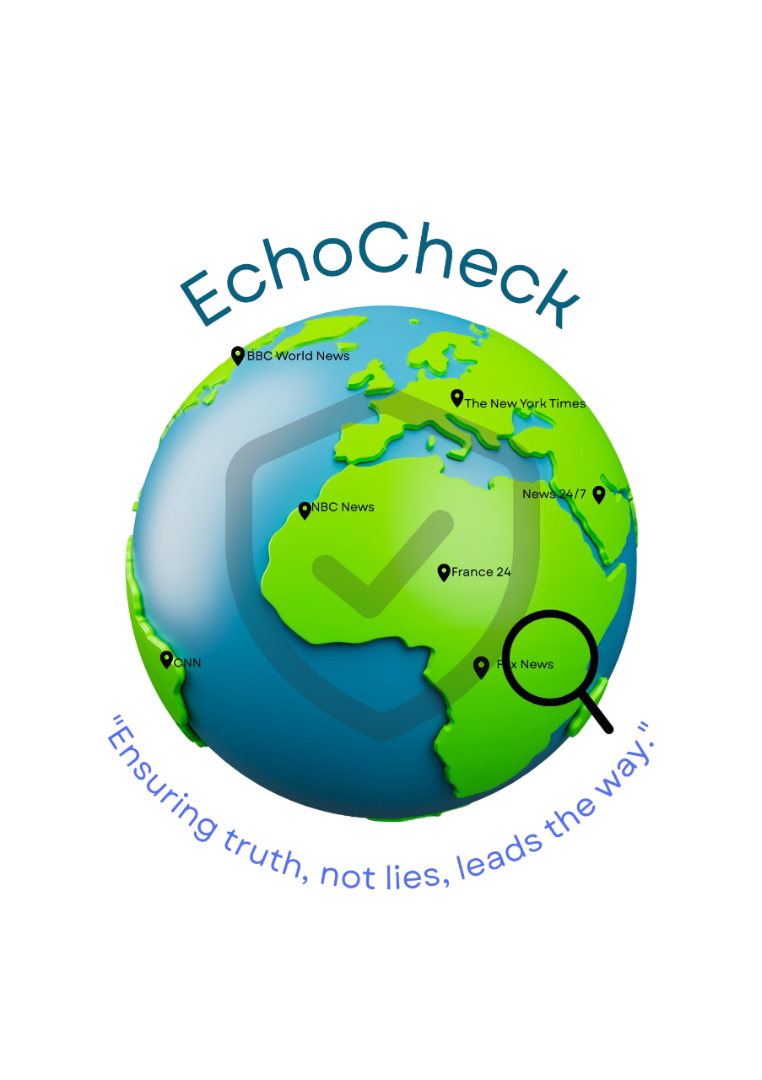 EchoCheck
BBC World News
The New York Times
News 24/7
NBC News
France 24
CNN
Fox News
"Ensuring truth, not lies, leads the way."